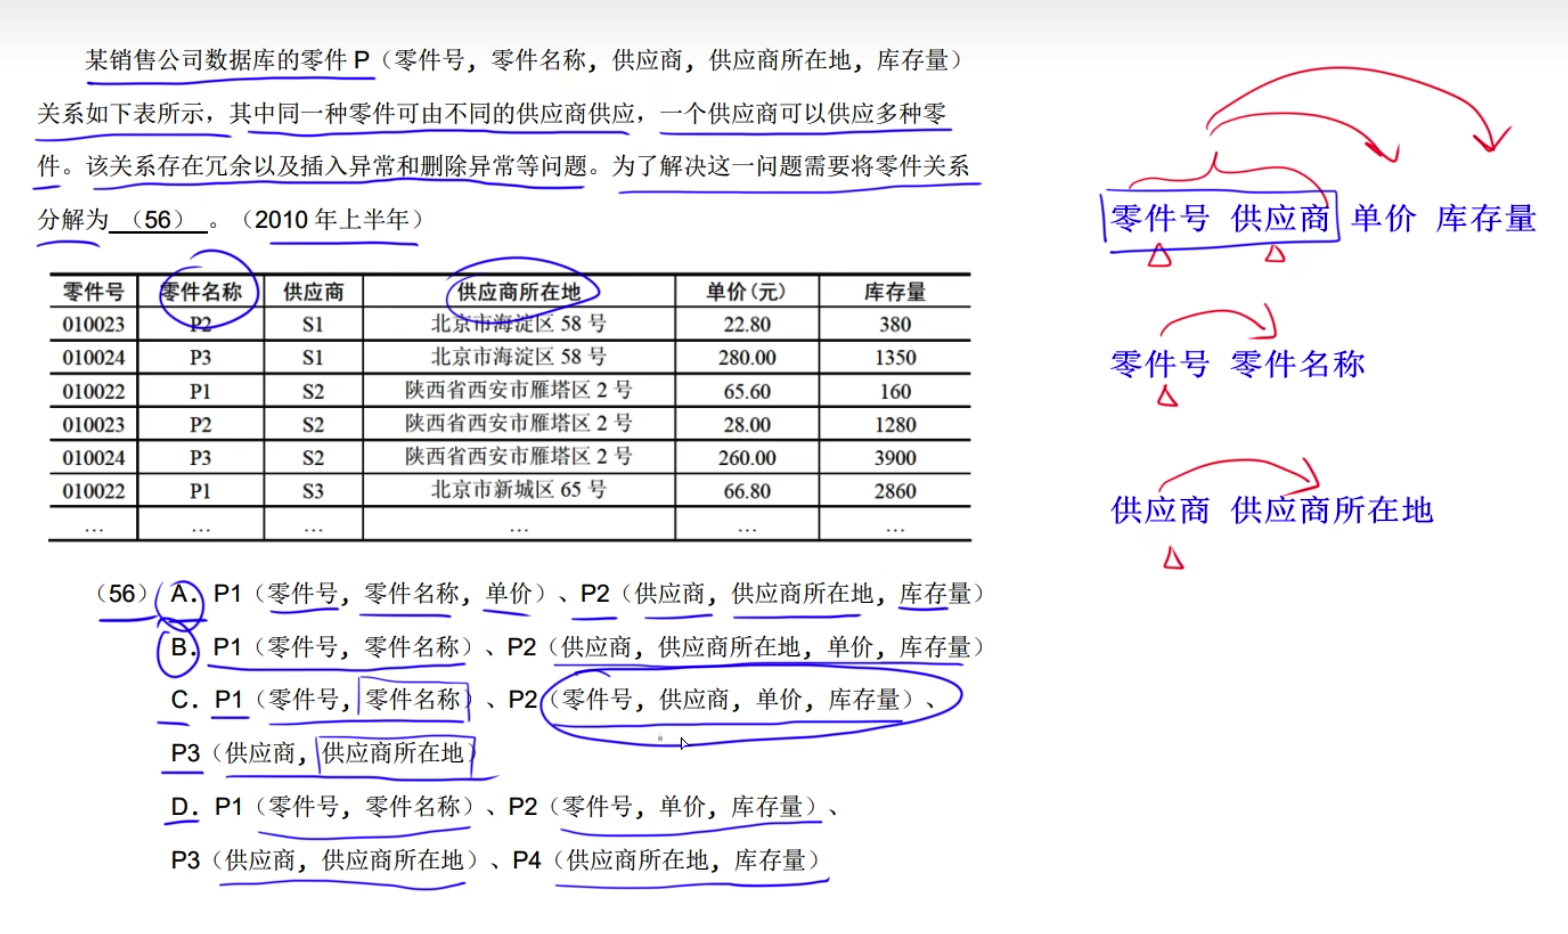 某销售公司数据库的零件 P（零件号，零件名称，供应商，供应商所在地，库存量）
关系如下表所示，其中同一种零件可由不同的供应商供应，一个供应商可以供应多种零
件。该关系存在冗余以及插入异常和删除异常等问题。为了解决这一问题需要将零件关系
分解为（56）。（2010 年上半年）
零件号 零件名称 供应商 供应商所在地 单价(元) 库存量
010023 P2 S1 北京市海淀区 58 号 22.80 380
010024 P3 S1 北京市海淀区 58 号 280.00 1350
010022 P1 S2 陕西省西安市雁塔区 2 号 65.60 160
010023 P2 S2 陕西省西安市雁塔区 2 号 28.00 1280
010024 P3 S2 陕西省西安市雁塔区 2 号 260.00 3900
010022 P1 S3 北京市新城区 65 号 66.80 2860
… … … … … …
（56）A. P1（零件号，零件名称，单价）、P2（供应商，供应商所在地，库存量）
B. P1（零件号，零件名称）、P2（供应商，供应商所在地，单价，库存量）
C. P1（零件号，零件名称）、P2（零件号，供应商，单价，库存量）、
P3（供应商，供应商所在地）
D. P1（零件号，零件名称）、P2（零件号，单价，库存量）、
P3（供应商，供应商所在地）、P4（供应商所在地，库存量）
零件号 供应商 单价 库存量
零件号 零件名称
供应商 供应商所在地